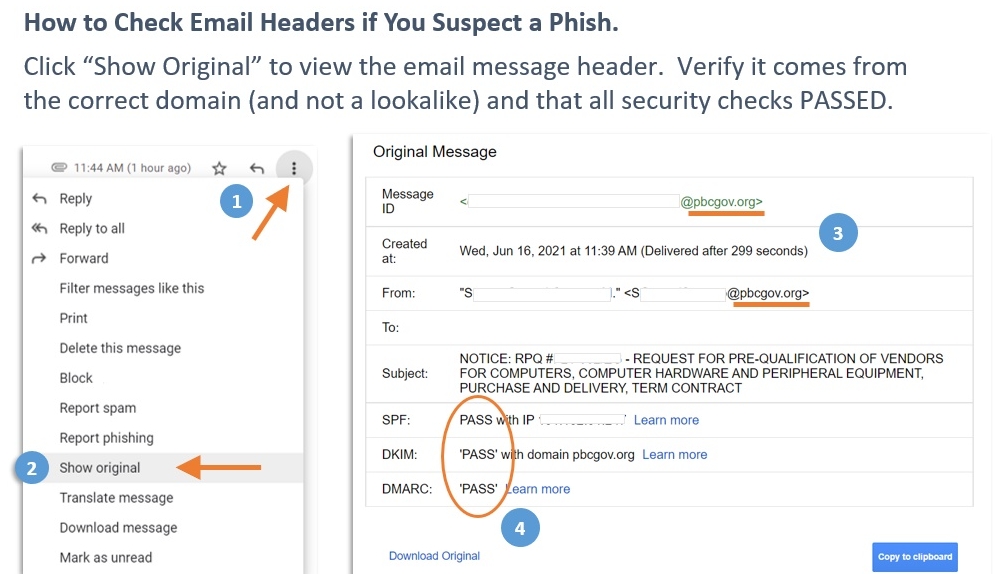 How to Check Email Headers if You Suspect a Phish.
Click “Show Original” to view the email message header.  Verify it comes from
the correct domain (and not a lookalike) and that all security checks PASSED.
11:44 AM (1 hour ago)
1
Reply
Reply to all
Forward
Filter messages like this
Print
Delete this message
Block
Report spam
Report phishing
2 Show original
Translate message
Download message
Mark as unread
Original Message
Message
ID
< @pbcgov.org>
3
Created
at:
Wed, Jun 16, 2021 at 11:39 AM (Delivered after 299 seconds)
From: "S ." <S @pbcgov.org>
To:
Subject:
NOTICE: RPQ # - REQUEST FOR PRE-QUALIFICATION OF VENDORS
FOR COMPUTERS, COMPUTER HARDWARE AND PERIPHERAL EQUIPMENT,
PURCHASE AND DELIVERY, TERM CONTRACT
SPF: PASS with IP Learn more
DKIM: 'PASS' with domain pbcgov.org Learn more
DMARC: 'PASS' Learn more
4
Download Original
Copy to clipboard